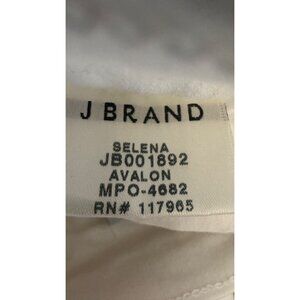 J BRAND
SELENA
JB001892
AVALON
MPO-4682
RN# 117965